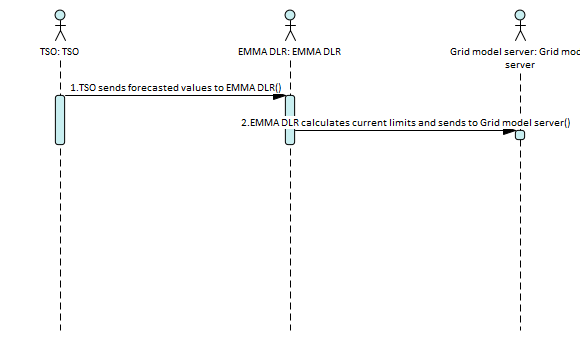 TSO: TSO
EMMA DLR: EMMA DLR
Grid model server: Grid mod
server
1.TSO sends forecasted values to EMMA DLR()
2.EMMA DLR calculates current limits and sends to Grid model server()